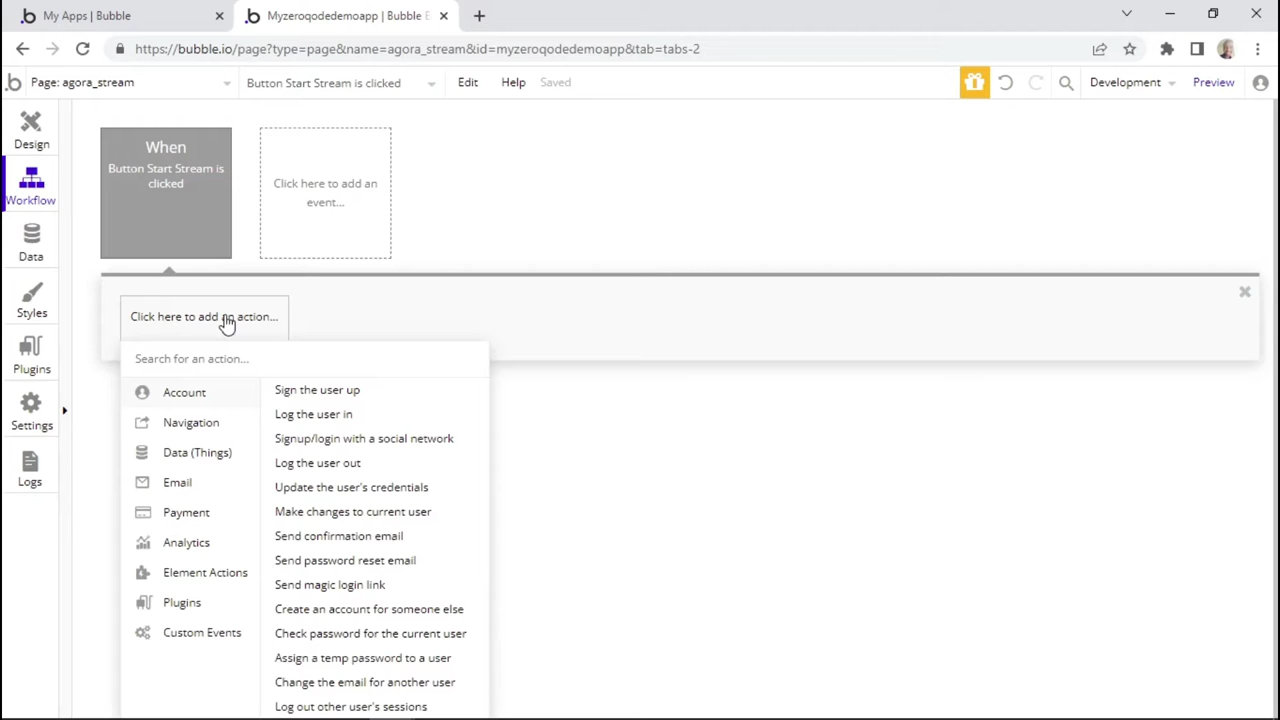 My Apps | Bubble
Myzeroqodedemoapp | Bubble E
https://bubble.io/page?type=page&name=agora_stream&id=myzeroqodedemoapp&tab=tabs-2
Page: agora_stream
Button Start Stream is clicked
Edit
Help
Saved
Development
Preview
Design
Workflow
Data
Styles
Plugins
Settings
Logs
When
Button Start Stream is
clicked
Click here to add an
event...
Click here to add an action...
Search for an action...
Account
Navigation
Data (Things)
Email
Payment
Analytics
Element Actions
Plugins
Custom Events
Sign the user up
Log the user in
Signup/login with a social network
Log the user out
Update the user's credentials
Make changes to current user
Send confirmation email
Send password reset email
Send magic login link
Create an account for someone else
Check password for the current user
Assign a temp password to a user
Change the email for another user
Log out other user's sessions